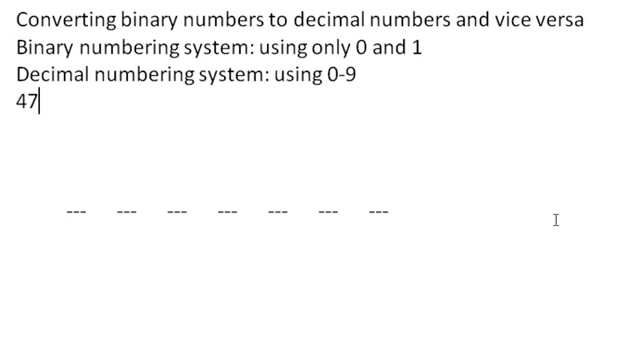 Converting binary numbers to decimal numbers and vice versa
Binary numbering system: using only 0 and 1
Decimal numbering system: using 0-9
47
--- --- --- --- --- --- ---